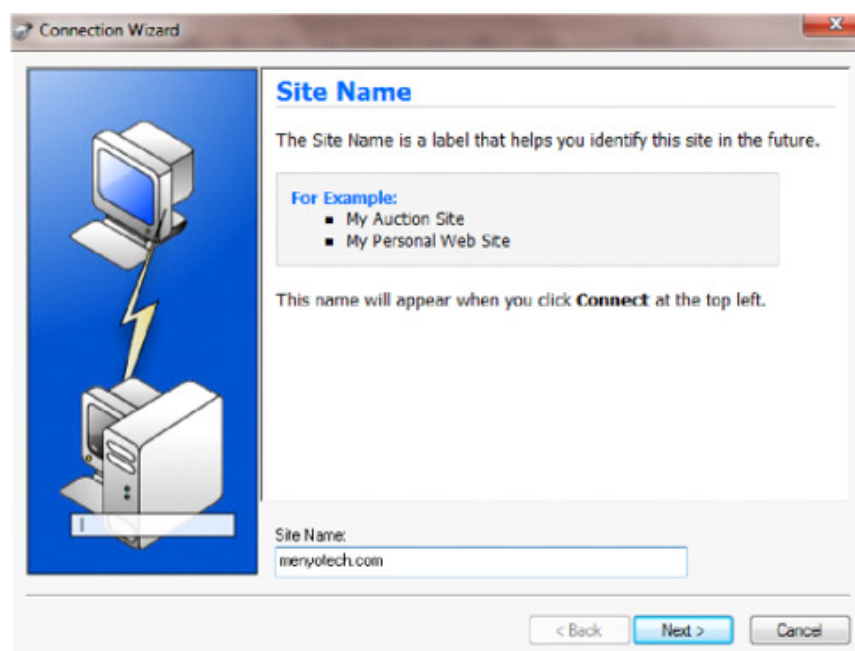 Connection Wizard
Site Name
The Site Name is a label that helps you identify this site in the future.
For Example:
My Auction Site
My Personal Web Site
This name will appear when you click Connect at the top left.
Site Name:
menyotech.com
< Back
Next >
Cancel